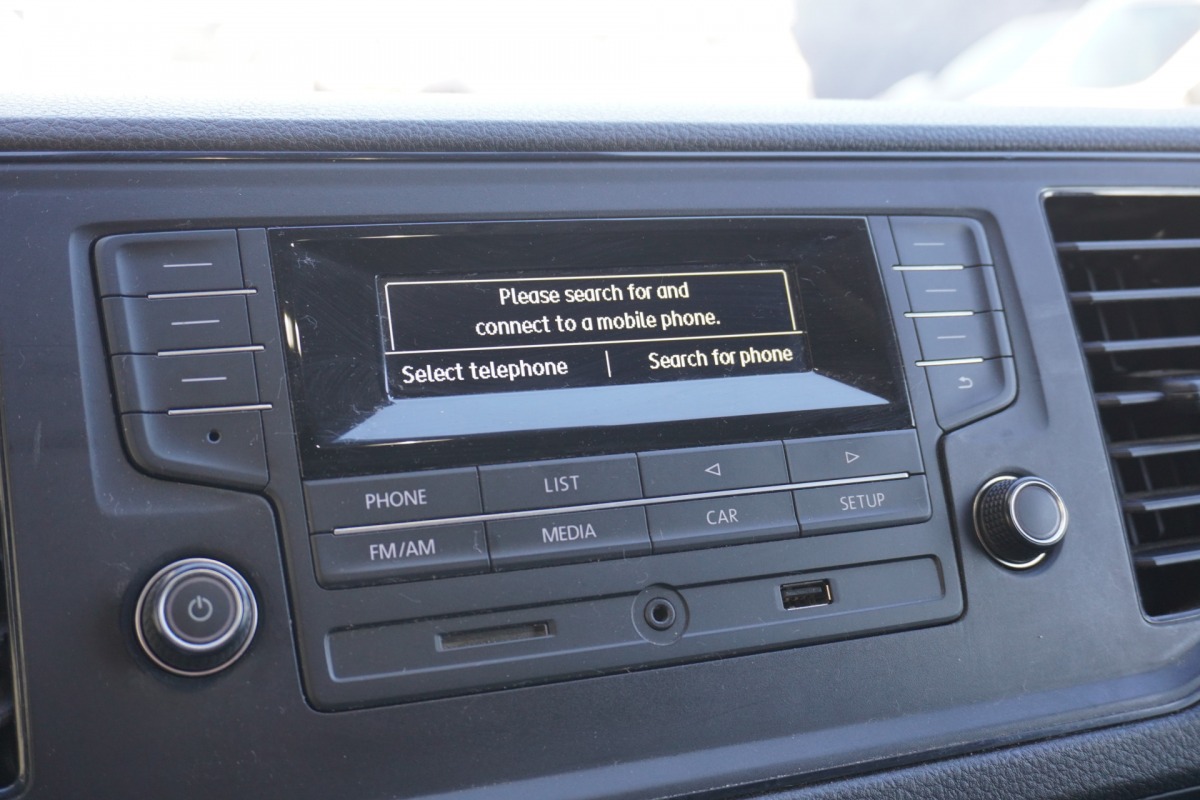 Please search for and
connect to a mobile phone.
Select telephone | Search for phone
PHONE LIST
FM/AM MEDIA CAR SETUP